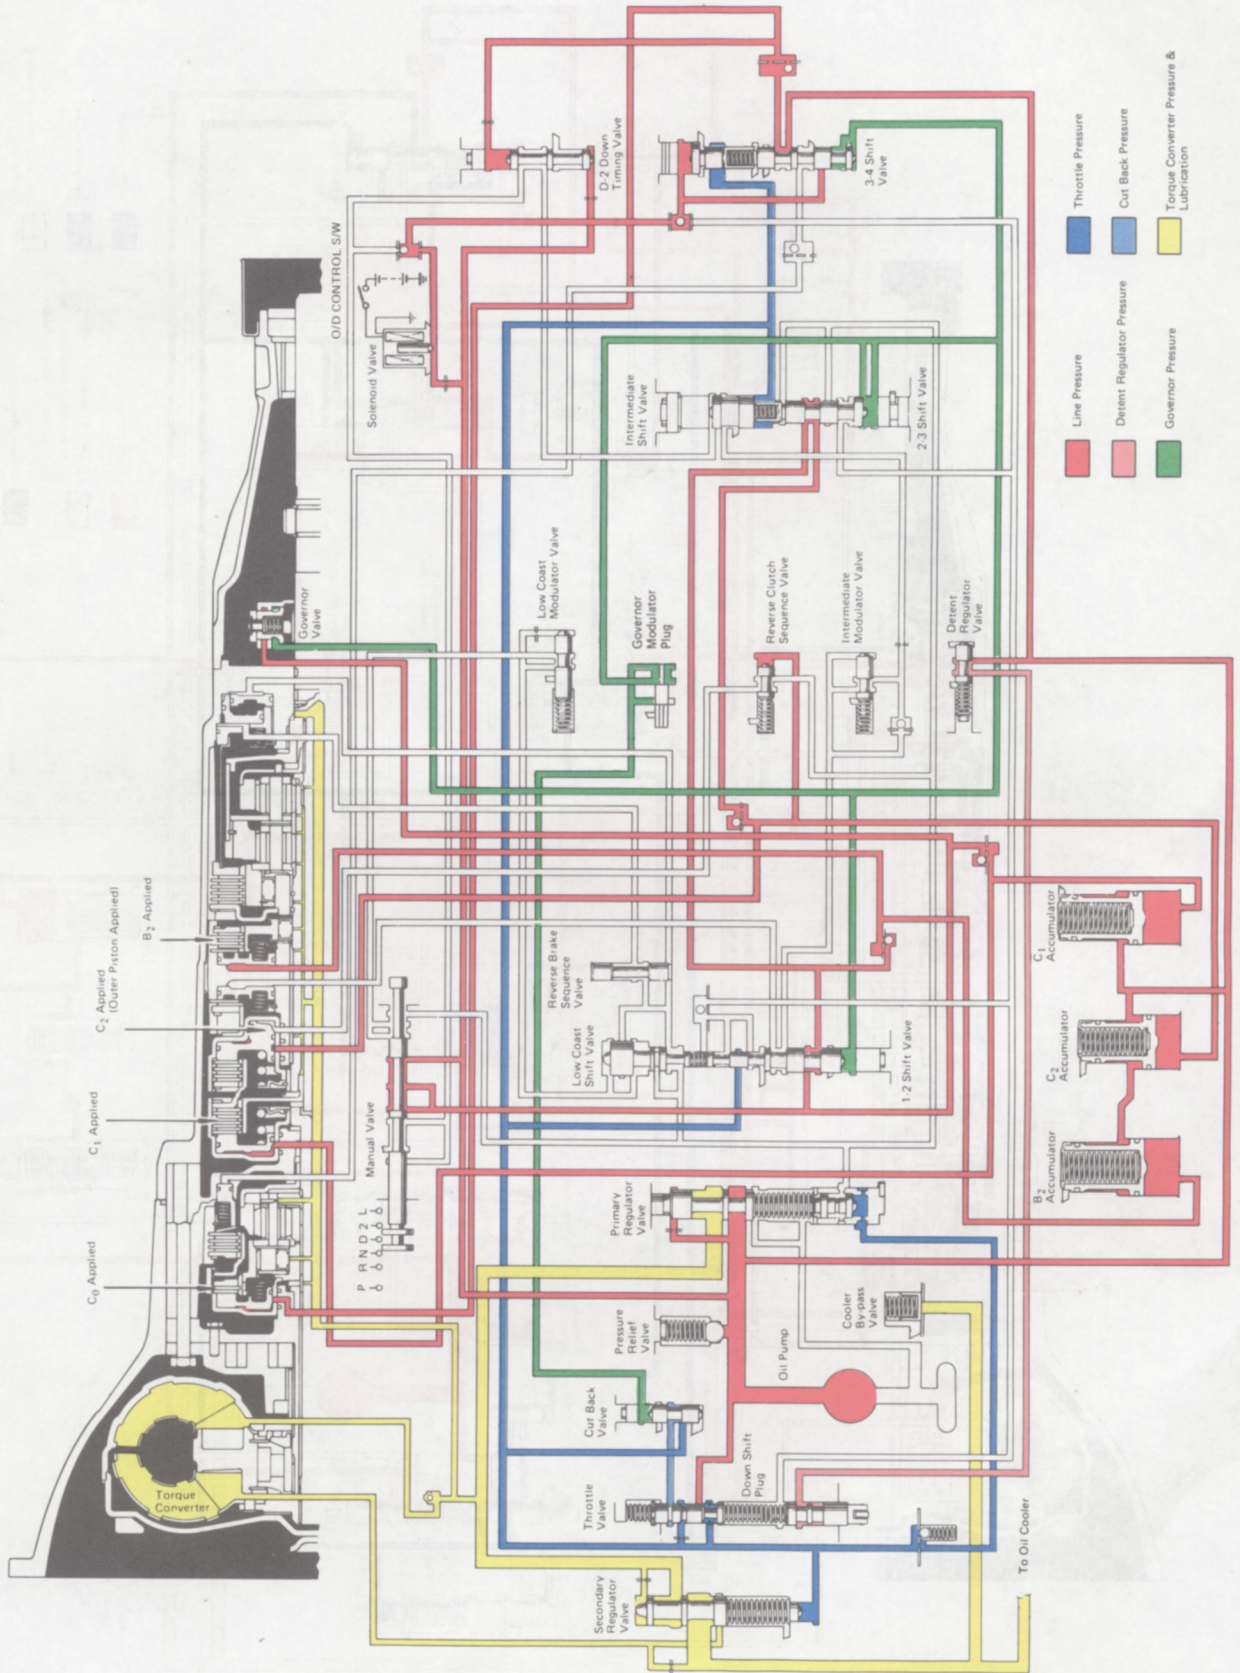 C0 Applied
C1 Applied
C2 Applied
(Outer Piston Applied)
B2 Applied
Governor
Valve
O/D CONTROL S/W
Solenoid Valve
D-2 Down
Timing Valve
Torque
Converter
P R N D 2 L
Manual Valve
Low Coast
Modulator Valve
Intermediate
Shift Valve
3-4 Shift
Valve
Secondary
Regulator
Valve
Throttle
Valve
Cut Back
Valve
Pressure
Relief
Valve
Primary
Regulator
Valve
Low Coast
Shift Valve
Reverse Brake
Sequence
Valve
Governor
Modulator
Plug
Down Shift
Plug
Oil Pump
Cooler
By-pass
Valve
1-2 Shift Valve
Reverse Clutch
Sequence Valve
Intermediate
Modulator Valve
2-3 Shift Valve
Detent
Regulator
Valve
To Oil Cooler
B2
Accumulator
C2
Accumulator
C1
Accumulator
Line Pressure
Detent Regulator Pressure
Governor Pressure
Throttle Pressure
Cut Back Pressure
Torque Converter Pressure &
Lubrication